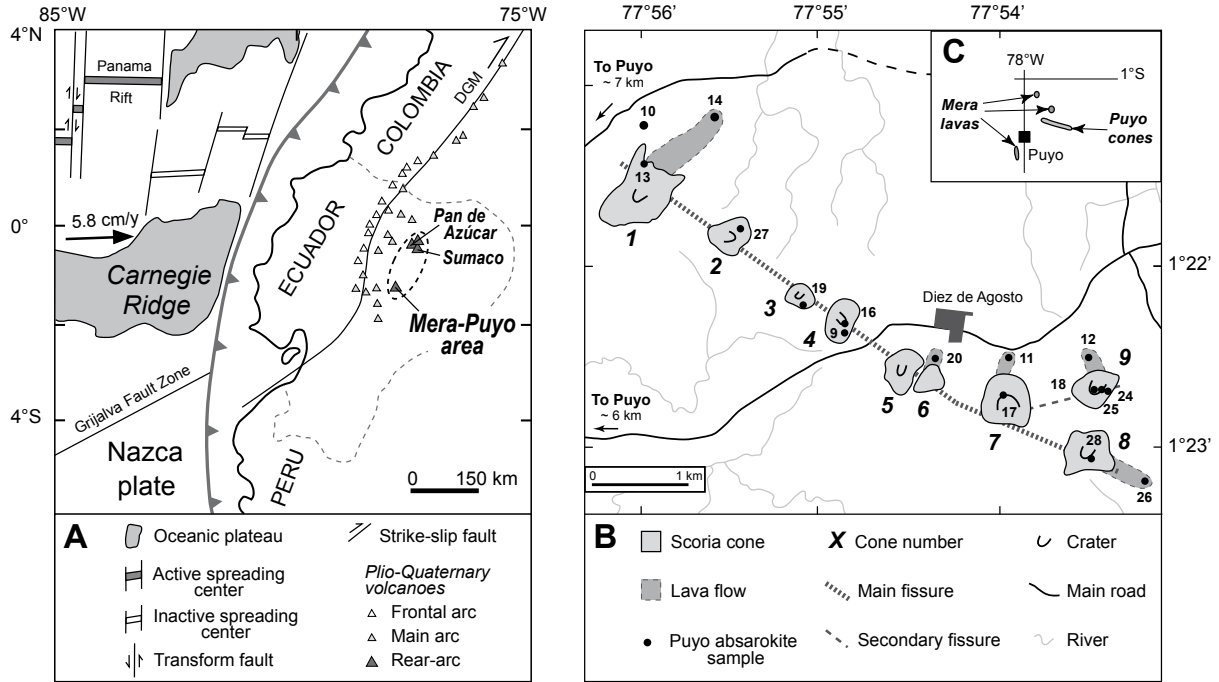 85°W
75°W
4°N
0°
4°S
Panama
Rift
5.8 cm/y
Carnegie
Ridge
COLOMBIA
ECUADOR
PERU
DGM
Pan de
Azúcar
Sumaco
Mera-Puyo
area
Grijalva Fault Zone
Nazca
plate
0
150 km
A
Oceanic plateau
Active spreading
center
Inactive spreading
center
Transform fault
Strike-slip fault
Plio-Quaternary
volcanoes
Frontal arc
Main arc
Rear-arc
77°56'
77°55'
77°54'
1°22'
1°23'
To Puyo
~ 7 km
10
14
13
1
27
2
19
3
16
9
4
Diez de Agosto
20
5
6
11
17
7
12
9
18
24
25
28
8
26
To Puyo
~ 6 km
0
1 km
C
78°W
1°S
Mera
lavas
Puyo
cones
Puyo
B
Scoria cone
Lava flow
Puyo absarokite
sample
X Cone number
Main fissure
Secondary fissure
Crater
Main road
River